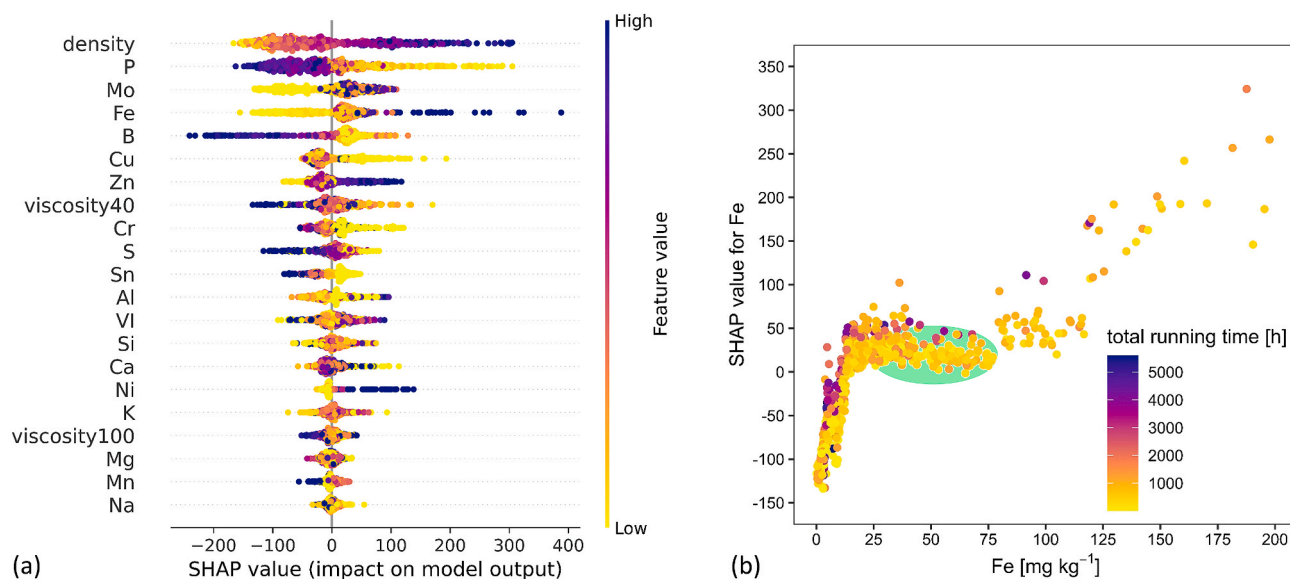 density
P
Mo
Fe
B
Cu
Zn
viscosity40
Cr
S
Sn
Al
VI
Si
Ca
Ni
K
viscosity100
Mg
Mn
Na
−200 −100 0 100 200 300 400
SHAP value (impact on model output)
(a)
High
Feature value
Low
350
300
250
200
150
100
50
0
-50
-100
-150
SHAP value for Fe
0 25 50 75 100 125 150 175 200
Fe [mg kg⁻¹]
total running time [h]
5000
4000
3000
2000
1000
(b)